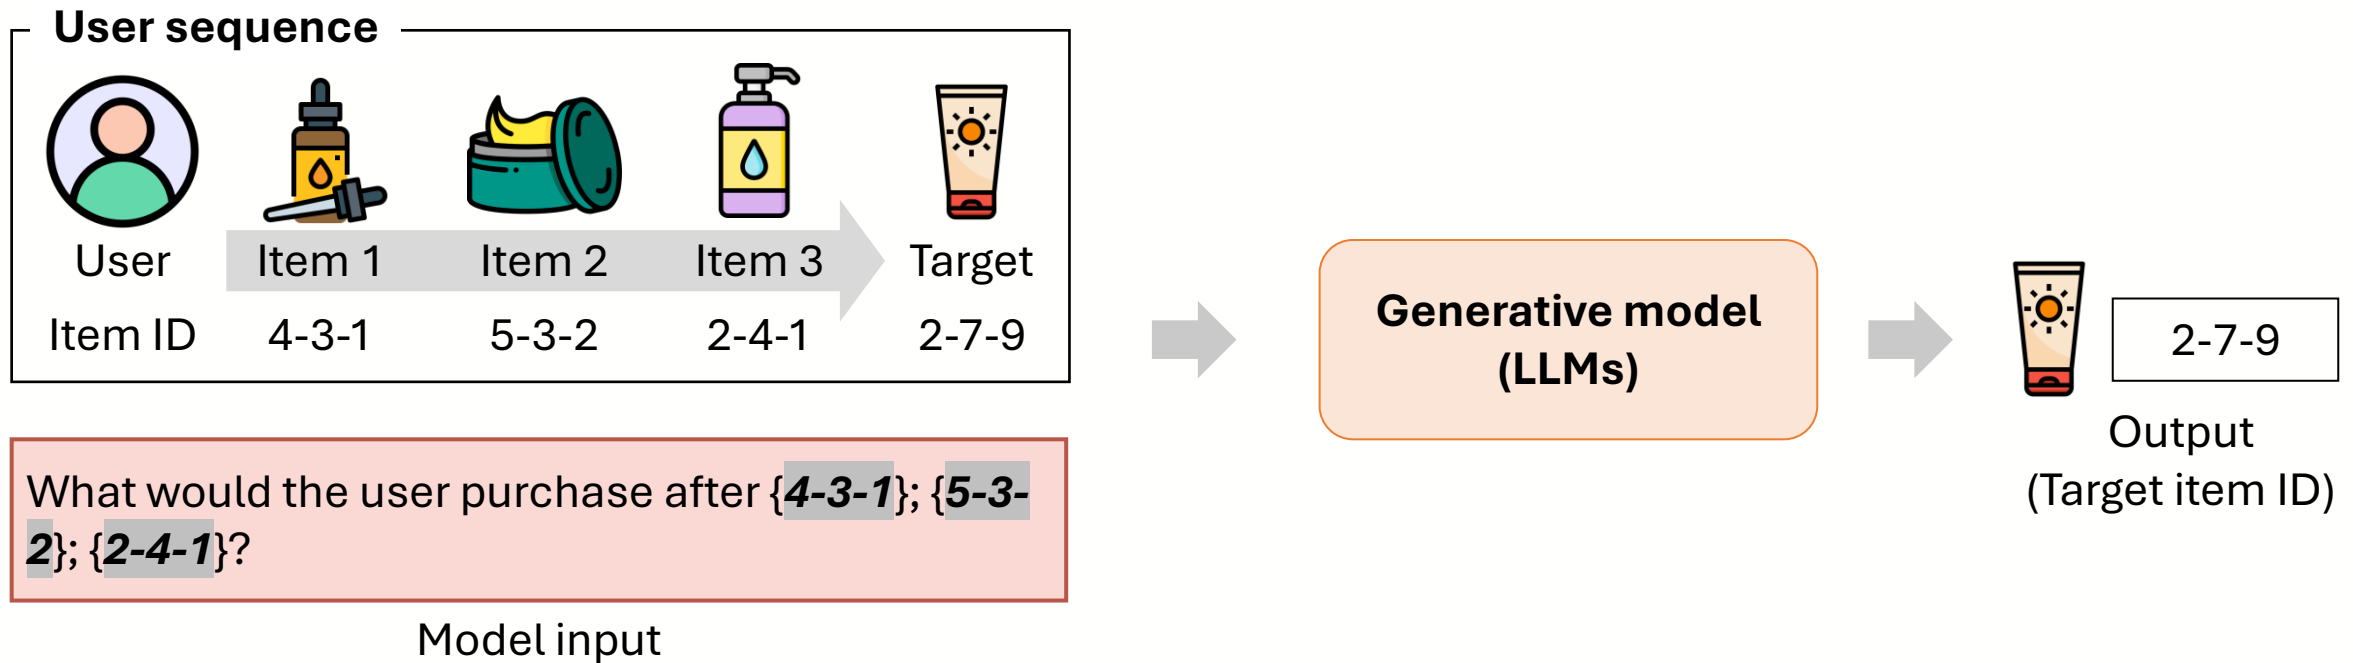 User sequence
User Item 1 Item 2 Item 3 Target
Item ID 4-3-1 5-3-2 2-4-1 2-7-9
What would the user purchase after {4-3-1}; {5-3-
2}; {2-4-1}?
Model input
Generative model
(LLMs)
2-7-9
Output
(Target item ID)